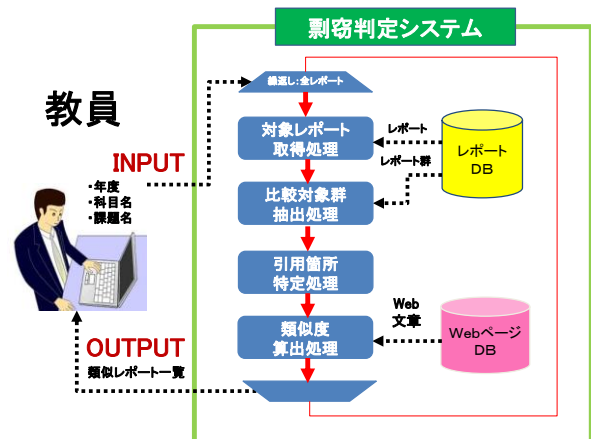 剽窃判定システム
繰返し:全レポート
教員
対象レポート
取得処理
レポート
レポート群
レポート
DB
INPUT
・年度
・科目名
・課題名
比較対象群
抽出処理
引用箇所
特定処理
類似度
算出処理
Web
文章
Webページ
DB
OUTPUT
類似レポート一覧